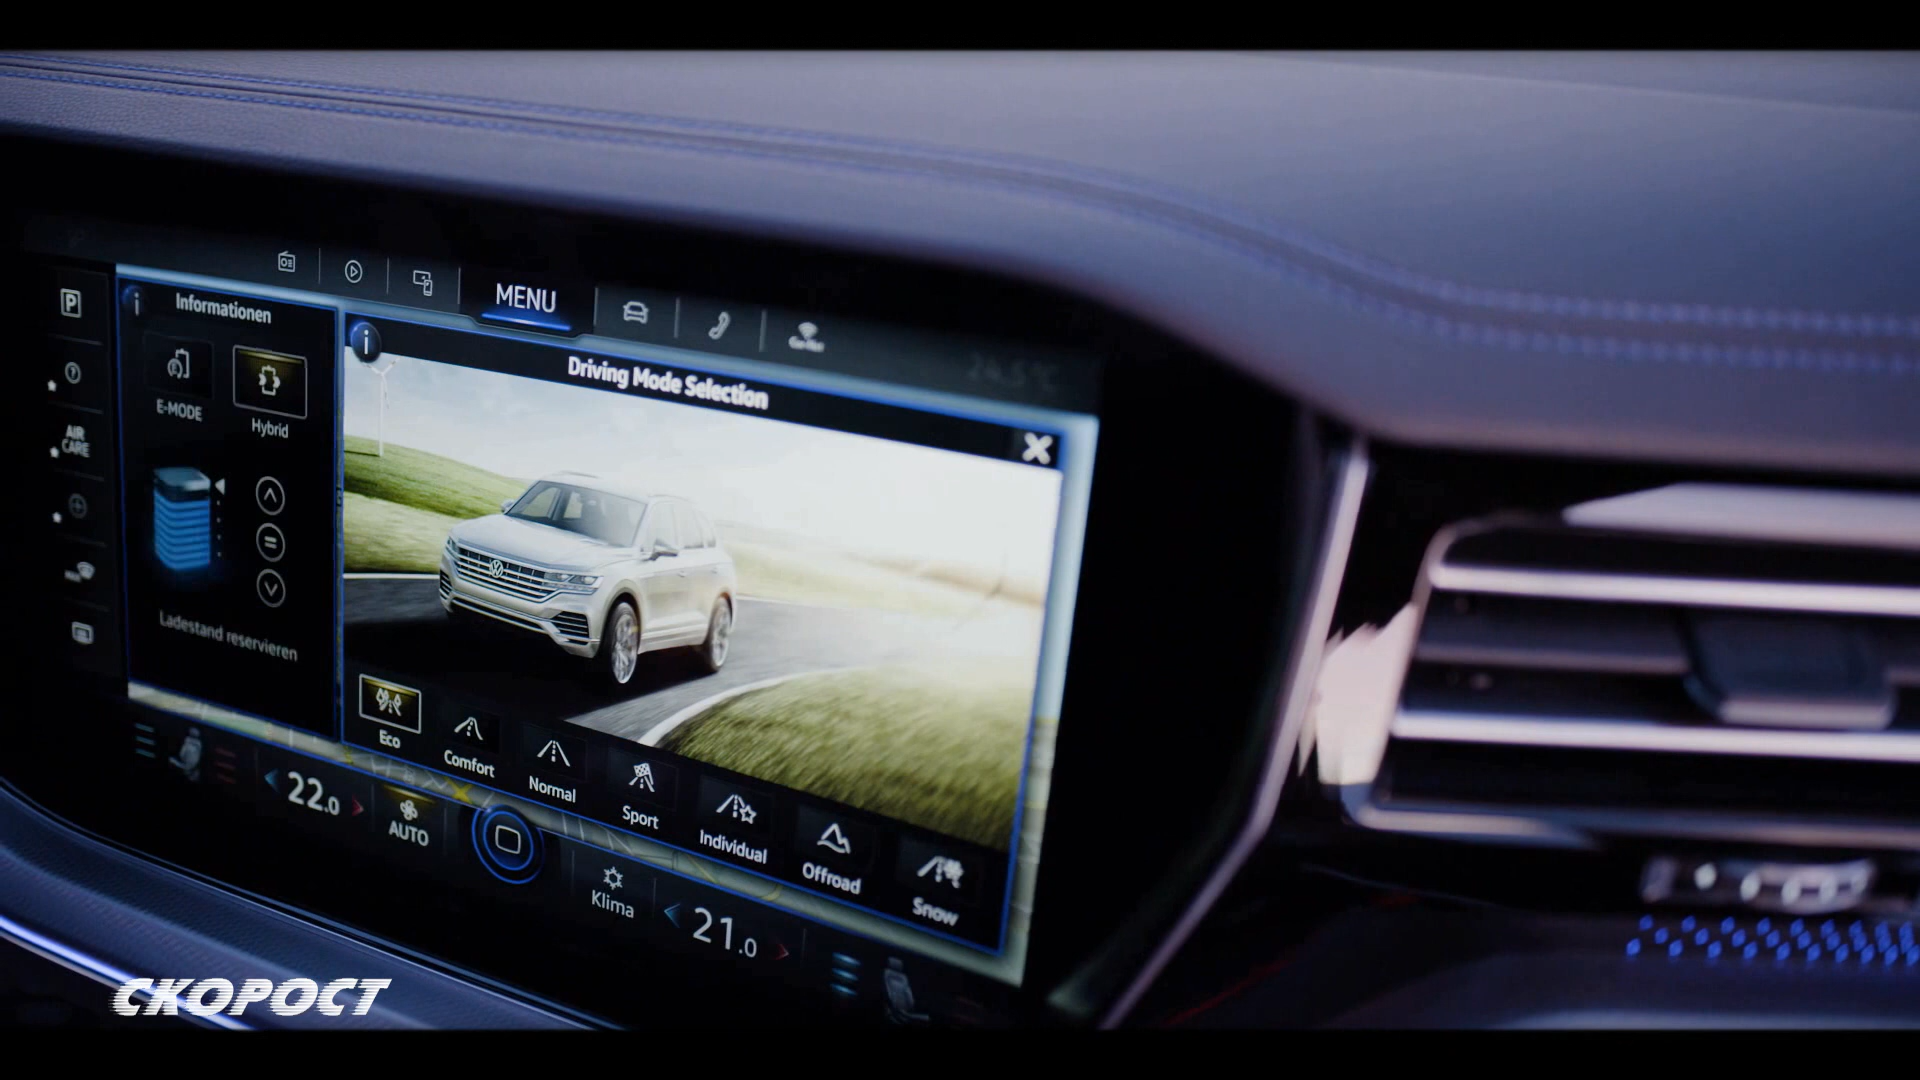 MENU
Informationen
Driving Mode Selection
E-MODE
Hybrid
AIR
CARE
Ladestand reservieren
Eco
Comfort
Normal
Sport
Individual
Offroad
Snow
22.0
AUTO
Klima
21.0
СКОРОСТ